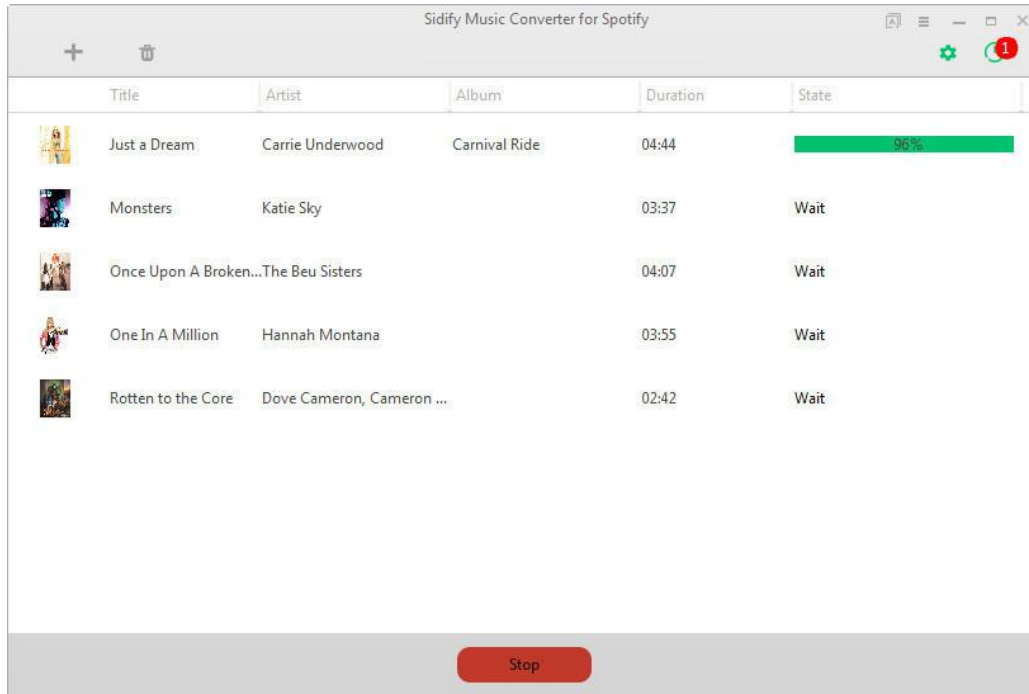 Sidify Music Converter for Spotify
1
Title Artist Album Duration State
Just a Dream Carrie Underwood Carnival Ride 04:44 96%
Monsters Katie Sky 03:37 Wait
Once Upon A Broken...The Beu Sisters 04:07 Wait
One In A Million Hannah Montana 03:55 Wait
Rotten to the Core Dove Cameron, Cameron ... 02:42 Wait
Stop